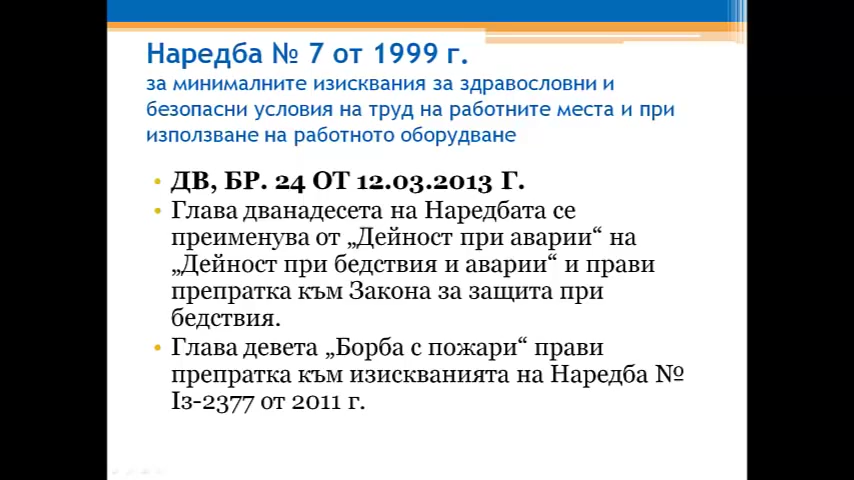 Наредба № 7 от 1999 г.
за минималните изисквания за здравословни и
безопасни условия на труд на работните места и при
използване на работното оборудване
ДВ, БР. 24 ОТ 12.03.2013 Г.
Глава дванадесета на Наредбата се
преименува от „Дейност при аварии“ на
„Дейност при бедствия и аварии“ и прави
препратка към Закона за защита при
бедствия.
Глава девета „Борба с пожари“ прави
препратка към изискванията на Наредба №
Із-2377 от 2011 г.